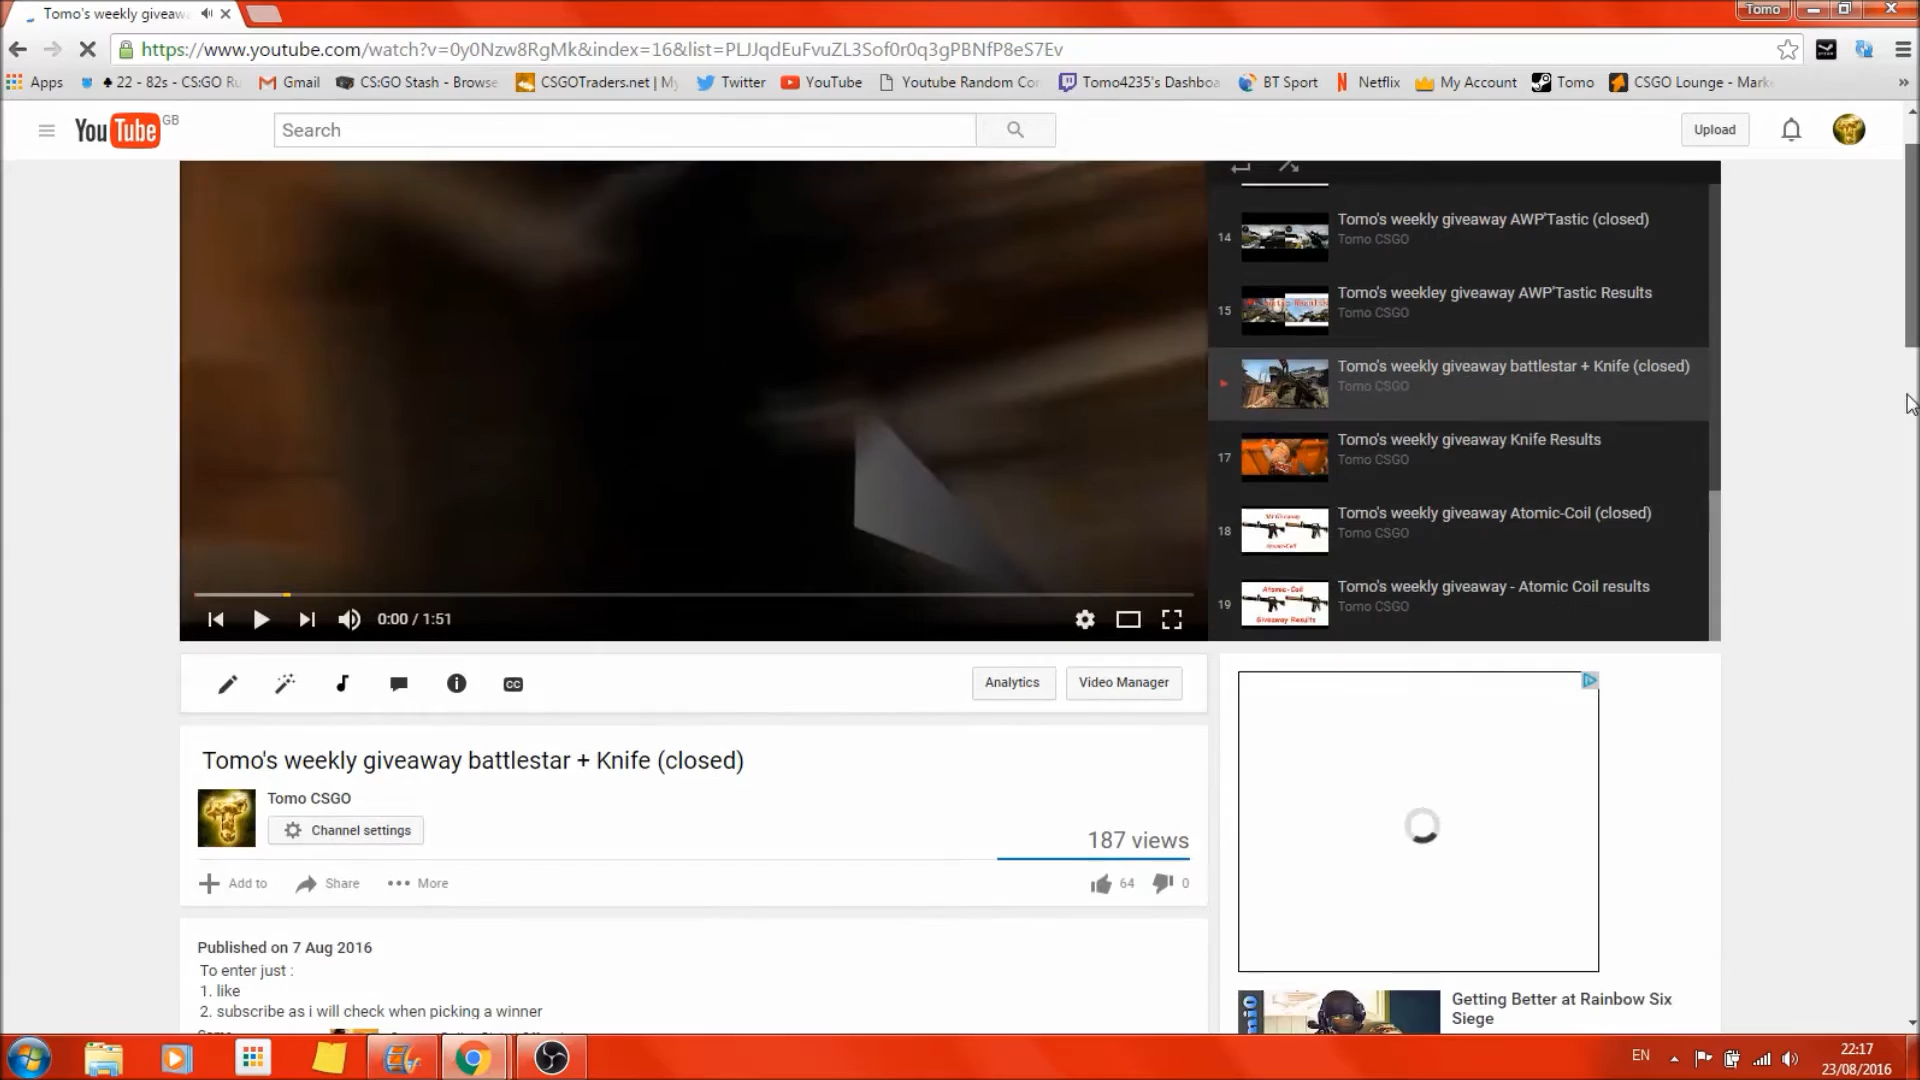 Tomo's weekly giveaw
Tomo
https://www.youtube.com/watch?v=0y0Nzw8RgMk&index=16&list=PLJJqdEuFvuZL3Sof0r0q3gPBNfP8eS7Ev
Apps
♠ 22 - 82s - CS:GO Ru
Gmail
CS:GO Stash - Browse
CSGOTraders.net | My
Twitter
YouTube
Youtube Random Co
Tomo4235's Dashbo
BT Sport
Netflix
My Account
Tomo
CSGO Lounge - Mark
»
YouTube GB
Search
Upload
14
Tomo's weekly giveaway AWP'Tastic (closed)
Tomo CSGO
15
Tomo's weekley giveaway AWP'Tastic Results
Tomo CSGO
Tomo's weekly giveaway battlestar + Knife (closed)
Tomo CSGO
17
Tomo's weekly giveaway Knife Results
Tomo CSGO
18
Tomo's weekly giveaway Atomic-Coil (closed)
Tomo CSGO
19
Atomic - Coil
Giveaway Results
Tomo's weekly giveaway - Atomic Coil results
Tomo CSGO
0:00 / 1:51
CC
Analytics
Video Manager
Tomo's weekly giveaway battlestar + Knife (closed)
Tomo CSGO
Channel settings
187 views
Add to
Share
More
64
0
Published on 7 Aug 2016
To enter just :
1. like
2. subscribe as i will check when picking a winner
Getting Better at Rainbow Six
Siege
EN
22:17
23/08/2016